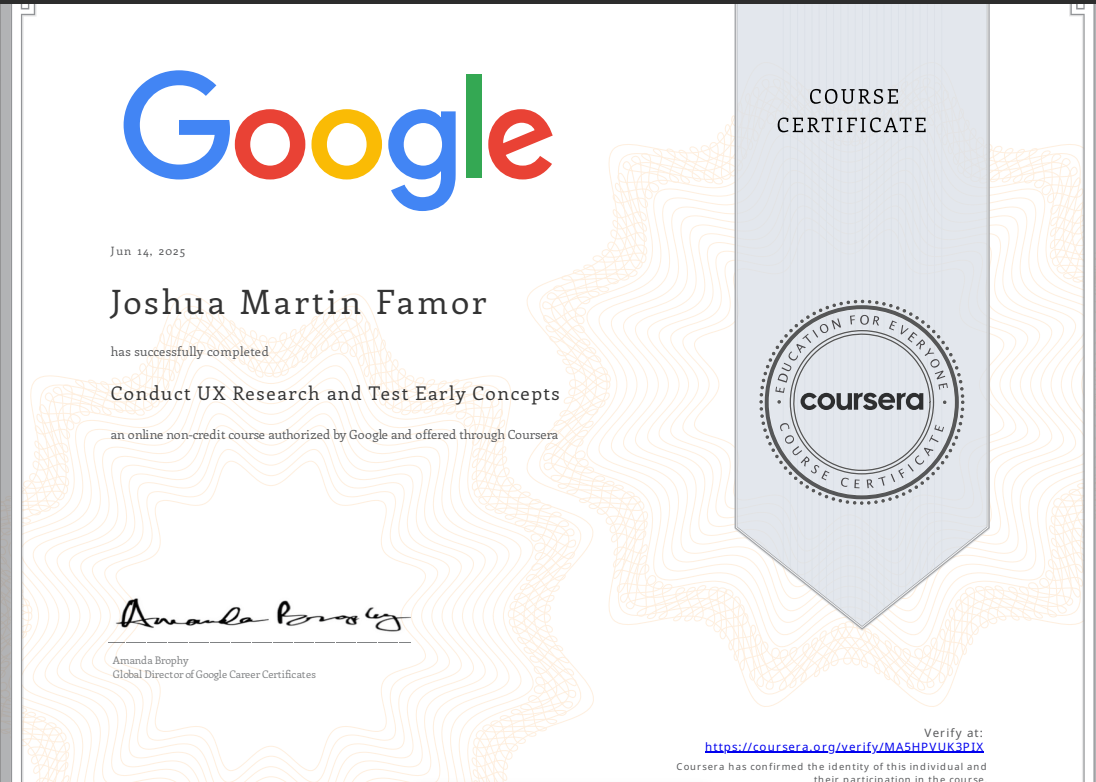 Google
COURSE
CERTIFICATE
Jun 14, 2025
Joshua Martin Famor
has successfully completed
Conduct UX Research and Test Early Concepts
an online non-credit course authorized by Google and offered through Coursera
EDUCATION FOR EVERYONE
coursera
COURSE CERTIFICATE
Amanda Brophy
Amanda Brophy
Global Director of Google Career Certificates
Verify at:
https://coursera.org/verify/MA5HPVUK3PIX
Coursera has confirmed the identity of this individual and
their participation in the course